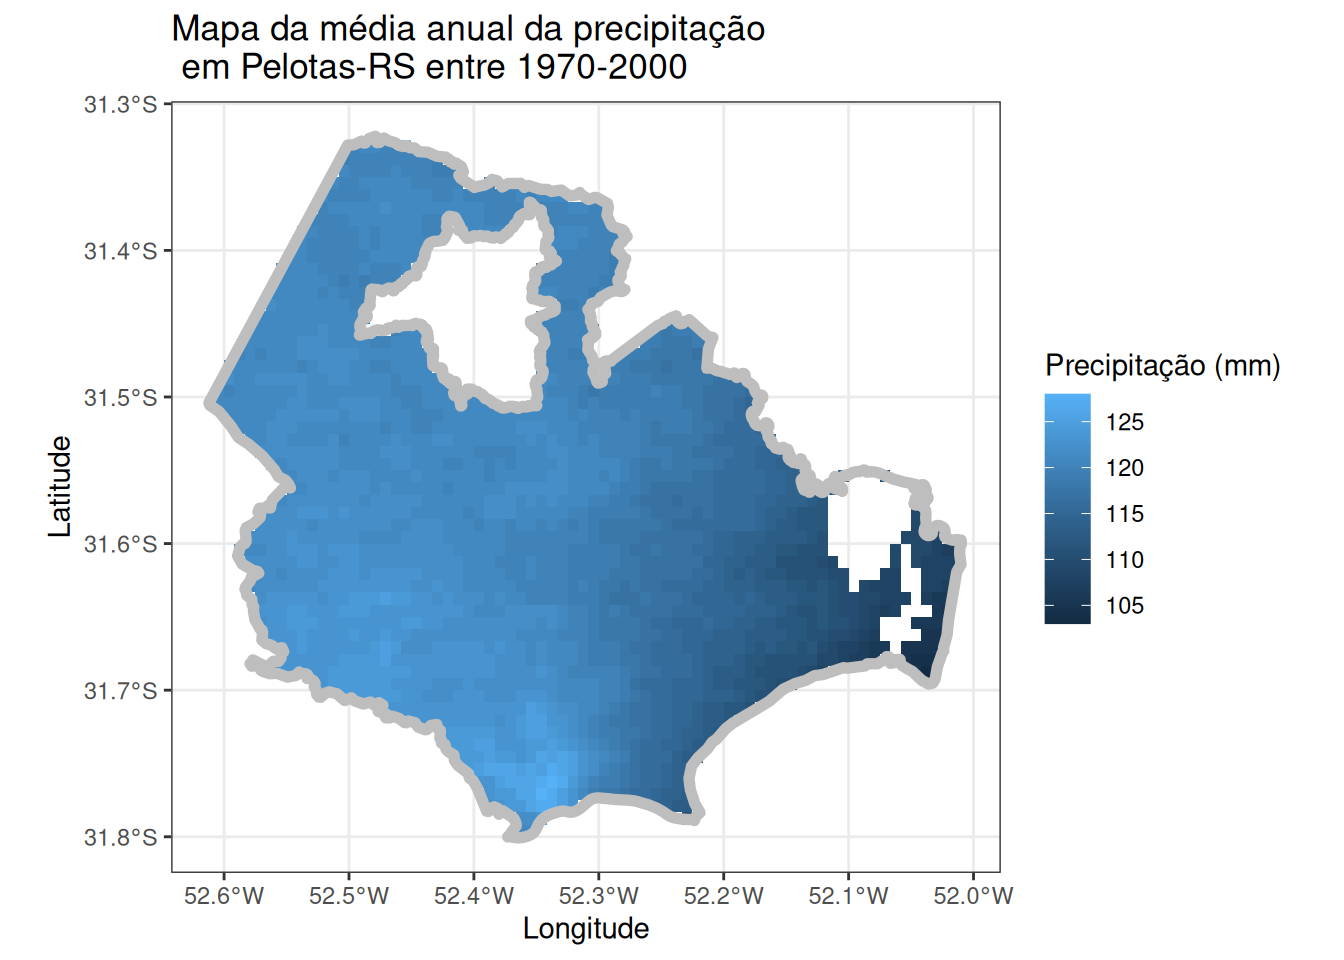 Mapa da média anual da precipitação
em Pelotas-RS entre 1970-2000
31.3°S
31.4°S
31.5°S
31.6°S
31.7°S
31.8°S
Latitude
52.6°W
52.5°W
52.4°W
52.3°W
52.2°W
52.1°W
52.0°W
Longitude
Precipitação (mm)
125
120
115
110
105